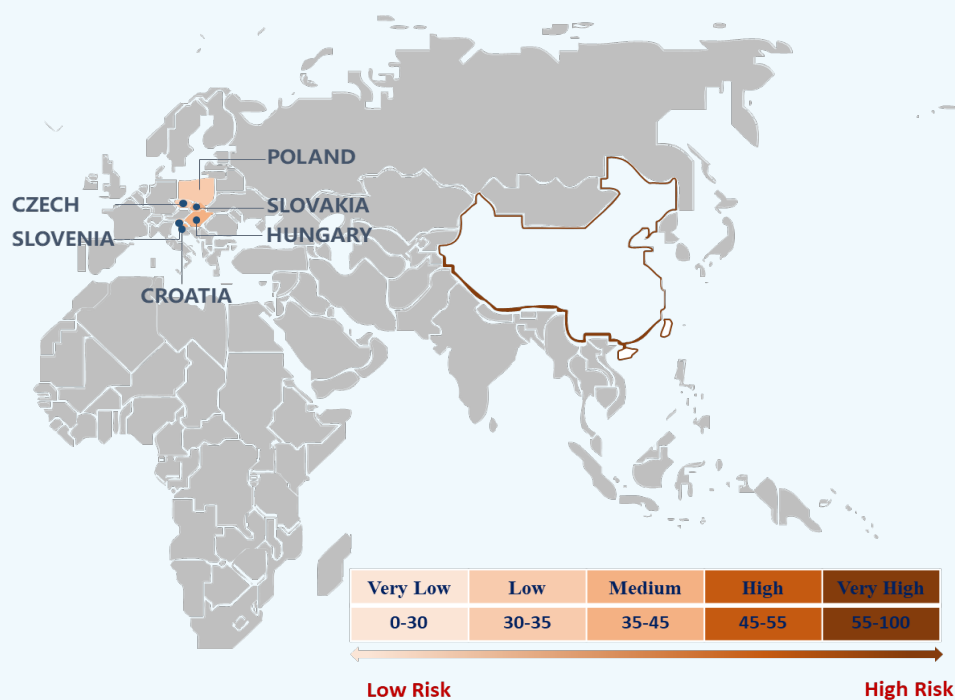 POLAND
CZECH
SLOVAKIA
SLOVENIA
HUNGARY
CROATIA
Very Low Low Medium High Very High
0-30 30-35 35-45 45-55 55-100
Low Risk High Risk